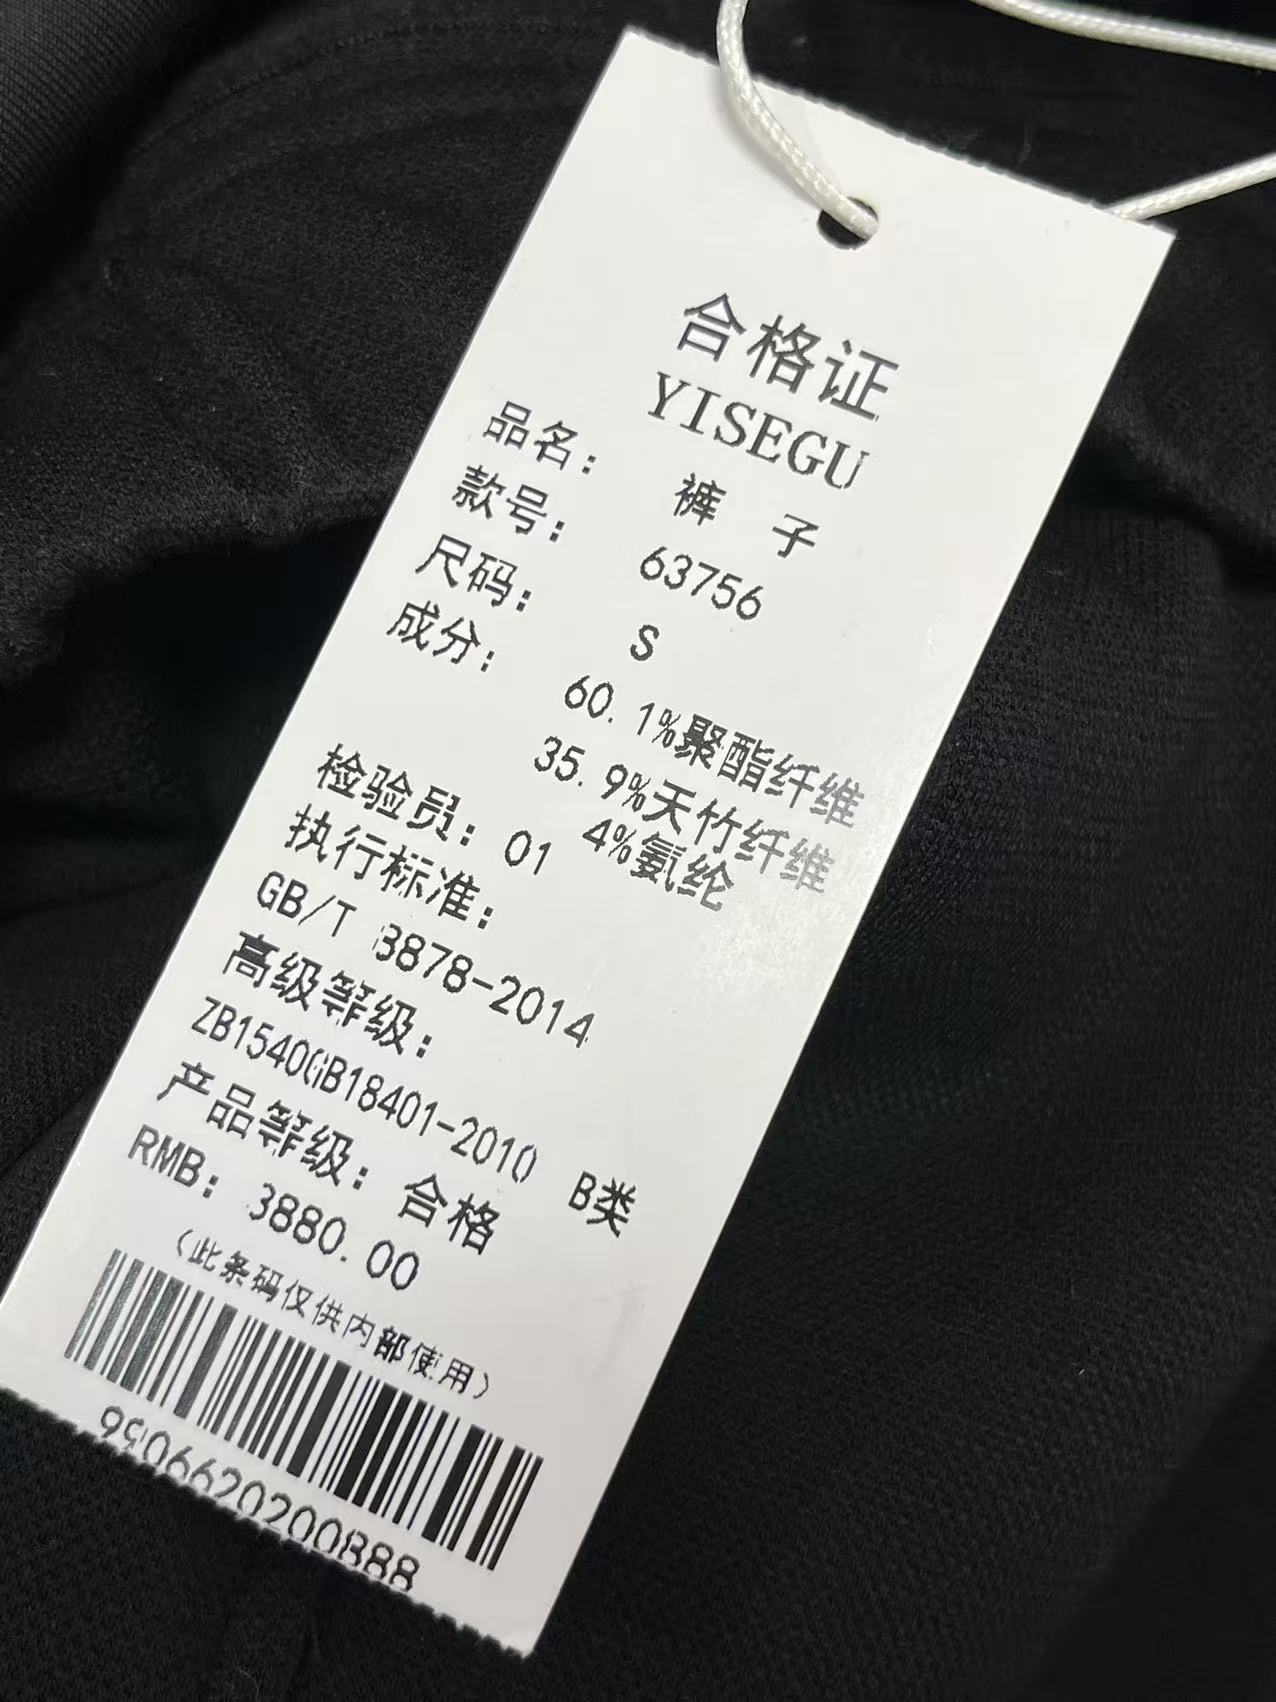 合格证
YISEGU
品名: 裤 子
款号: 63756
尺码: S
成分: 60.1%聚酯纤维
35.9%天竹纤维
4%氨纶
检验员: 01
执行标准:
GB/T 3878-2014
高级等级:
ZB1540GB18401-2010 B类
产品等级: 合格
RMB: 3880.00
(此条码仅供内部使用)
9906620200888